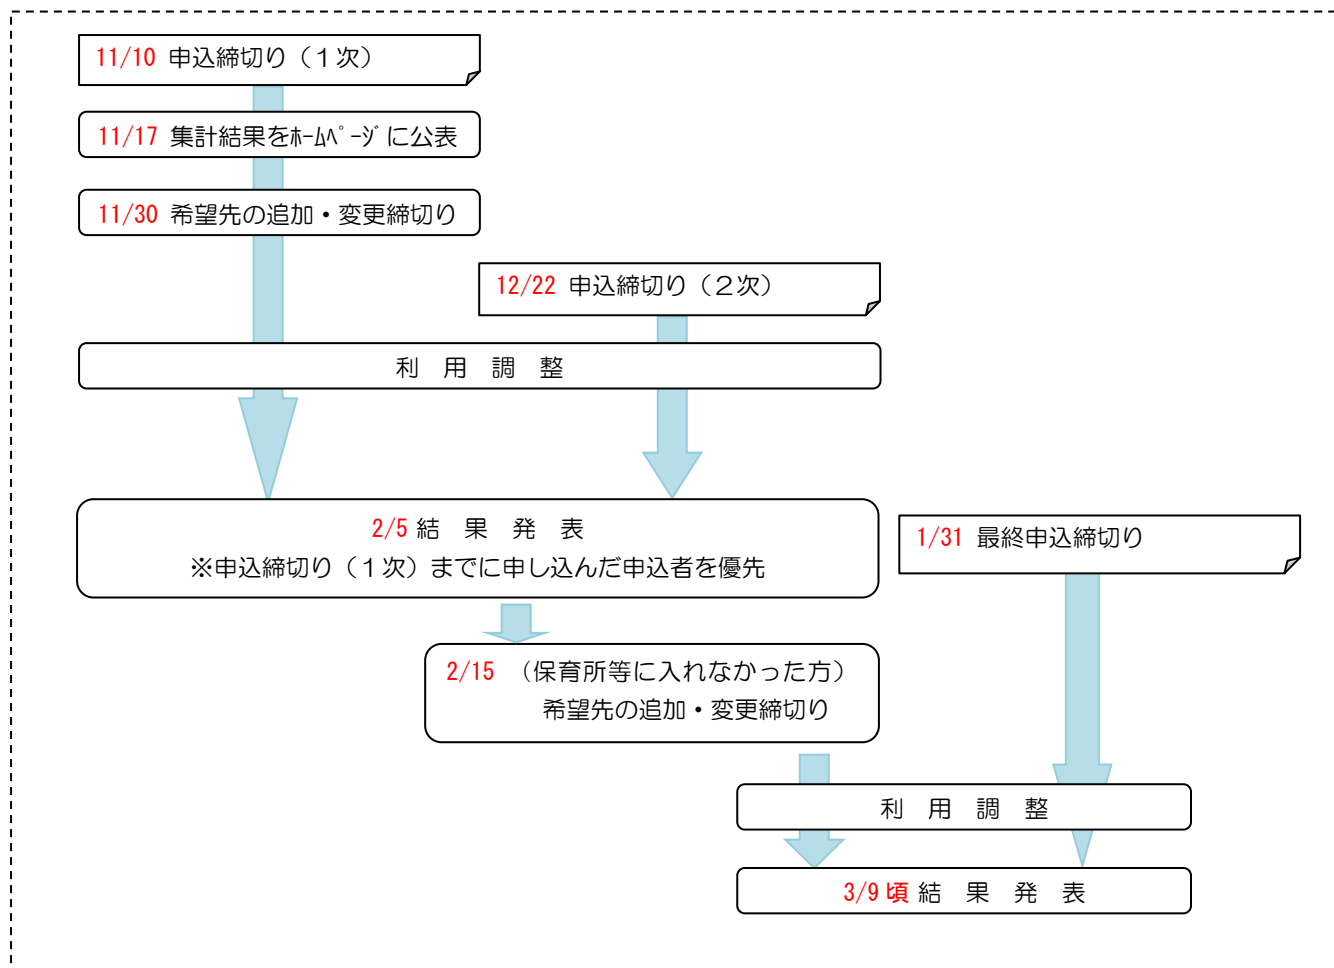 11/10 申込締切り（１次）
11/17 集計結果をﾎｰﾑﾍﾟｰｼﾞに公表
11/30 希望先の追加・変更締切り
12/22 申込締切り（２次）
利　用　調　整
2/5 結　果　発　表
※申込締切り（１次）までに申し込んだ申込者を優先
1/31 最終申込締切り
2/15 （保育所等に入れなかった方）
希望先の追加・変更締切り
利　用　調　整
3/9 頃 結　果　発　表